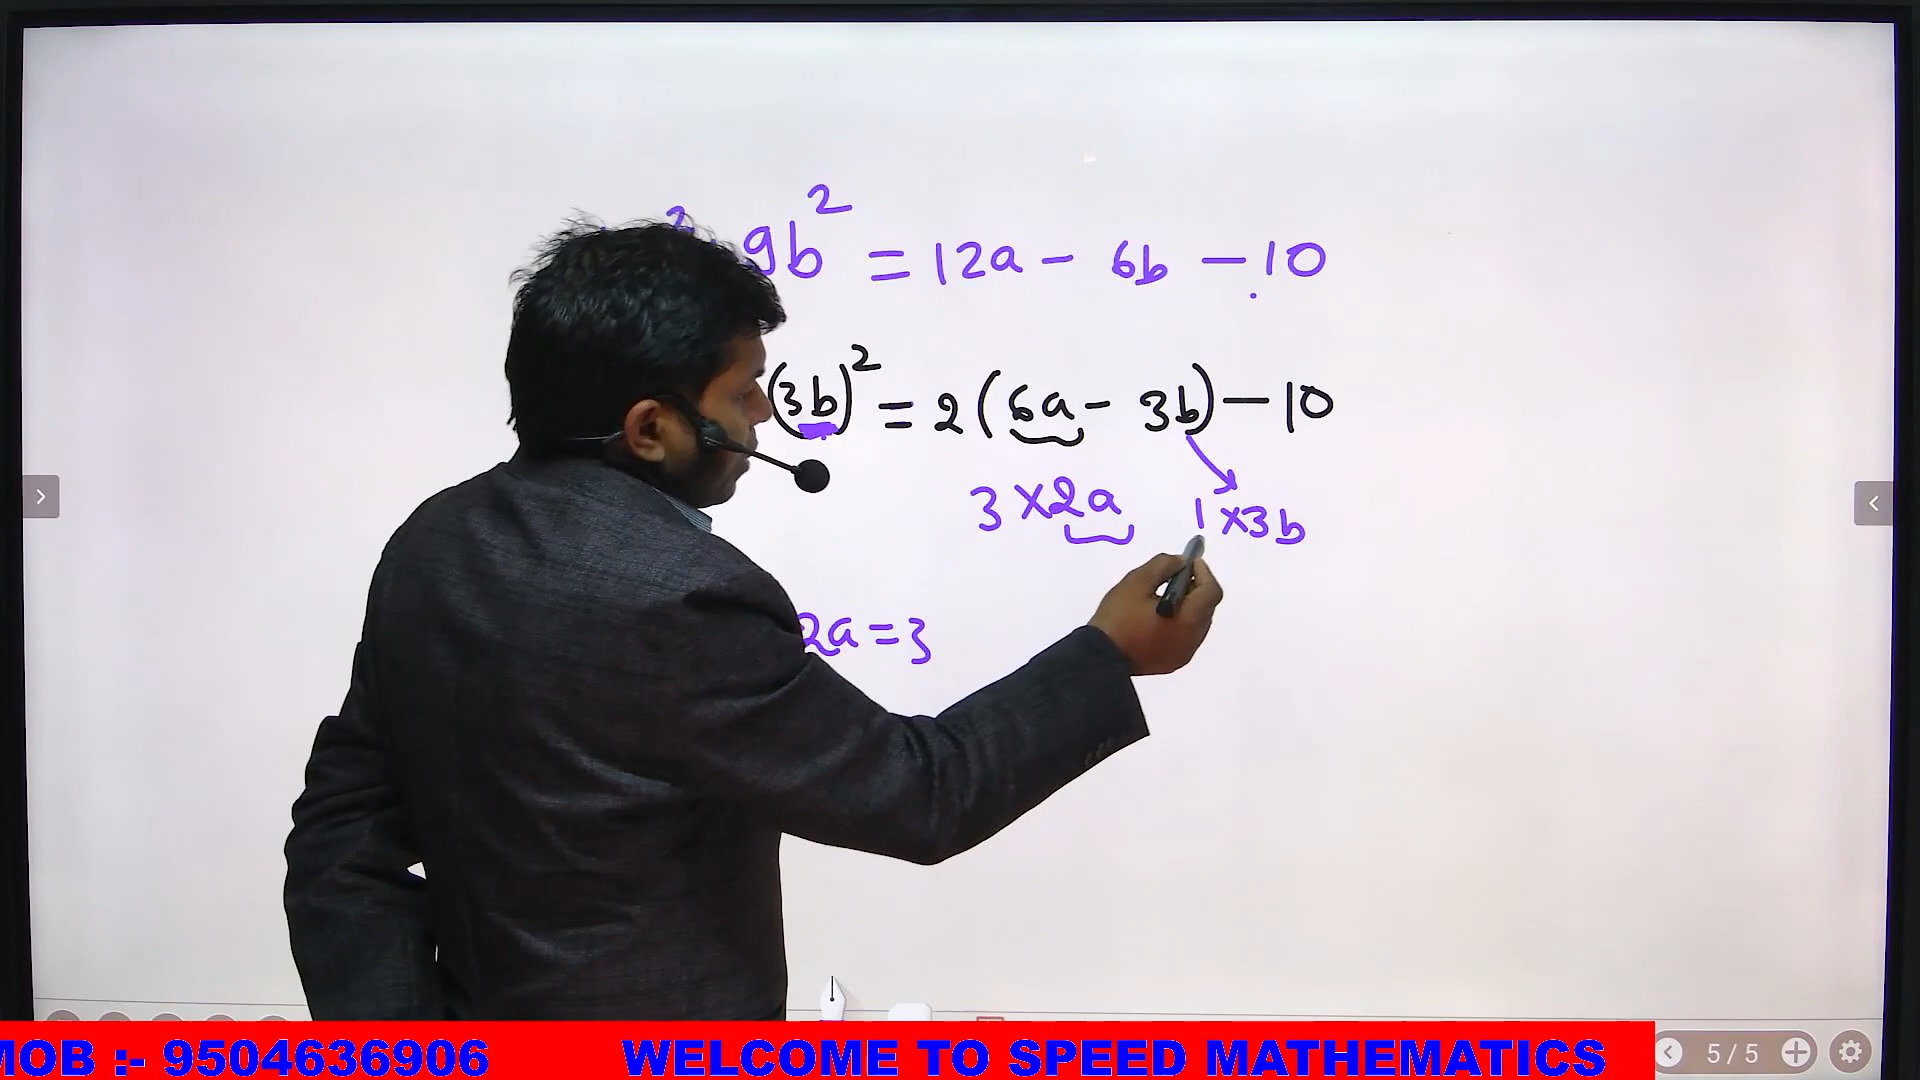 ² 9b² = 12a - 6b - 10
(3b)² = 2(6a - 3b) - 10
3 × 2a 1 × 3b
2a = 3
MOB :- 9504636906 WELCOME TO SPEED MATHEMATICS
5/5